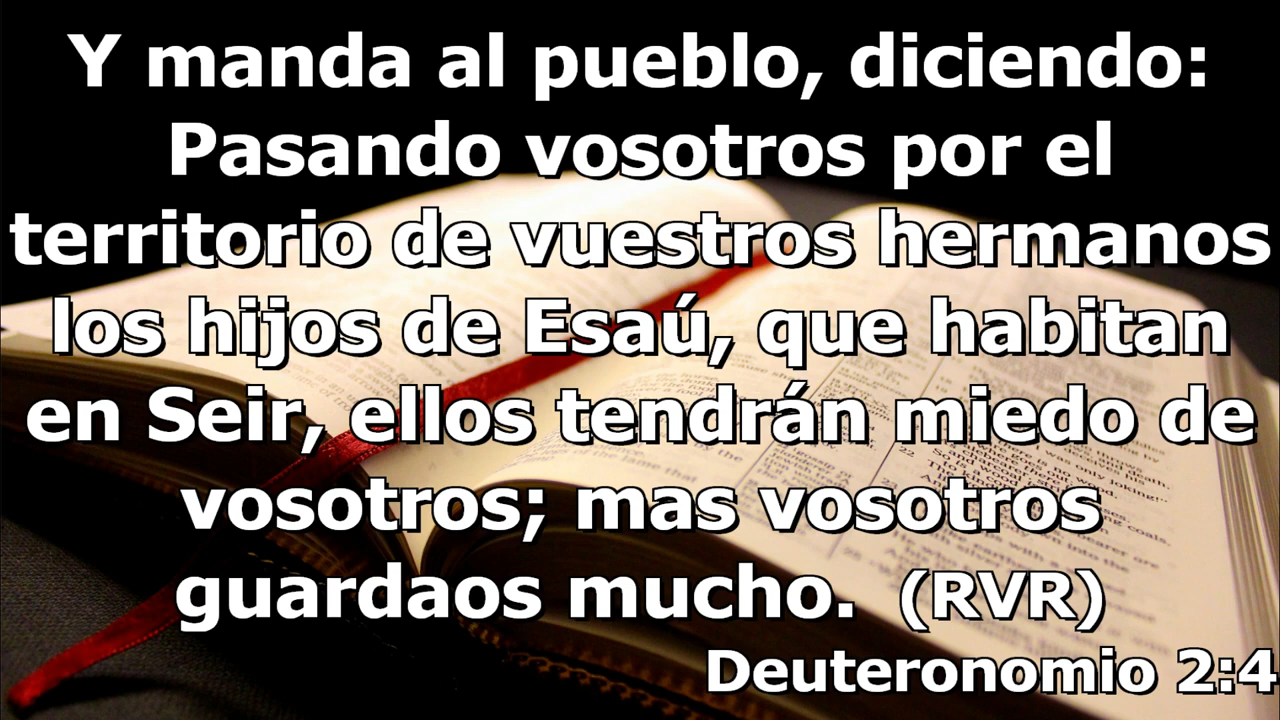 Y manda al pueblo, diciendo:
Pasando vosotros por el
territorio de vuestros hermanos
los hijos de Esaú, que habitan
en Seir, ellos tendrán miedo de
vosotros; mas vosotros
guardaos mucho. (RVR)
Deuteronomio 2:4